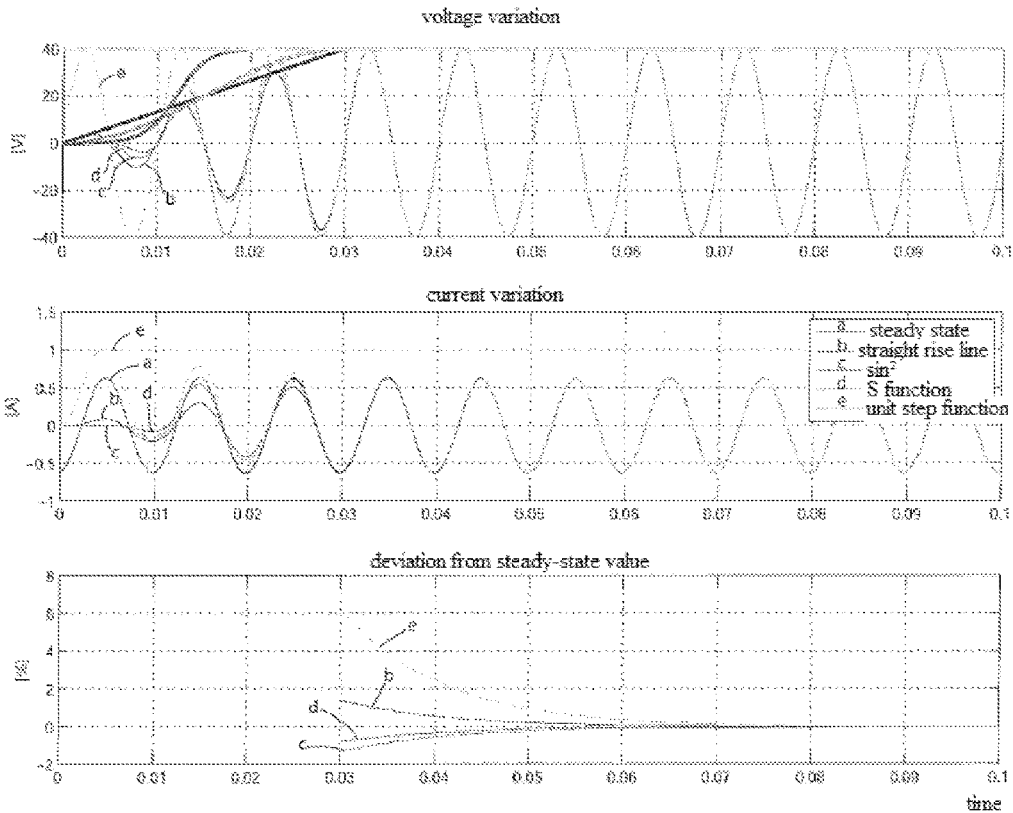 voltage variation
40
20
0
-20
-40
[V]
a
d
c
b
0 0.01 0.02 0.03 0.04 0.05 0.06 0.07 0.08 0.09 0.1
current variation
1.5
1
0.5
0
-0.5
-1
[A]
e
a
b
d
c
a steady state
b straight rise line
c sin²
d S function
e unit step function
0 0.01 0.02 0.03 0.04 0.05 0.06 0.07 0.08 0.09 0.1
deviation from steady-state value
8
6
4
2
0
-2
[%]
e
b
d
c
0 0.01 0.02 0.03 0.04 0.05 0.06 0.07 0.08 0.09 0.1
time